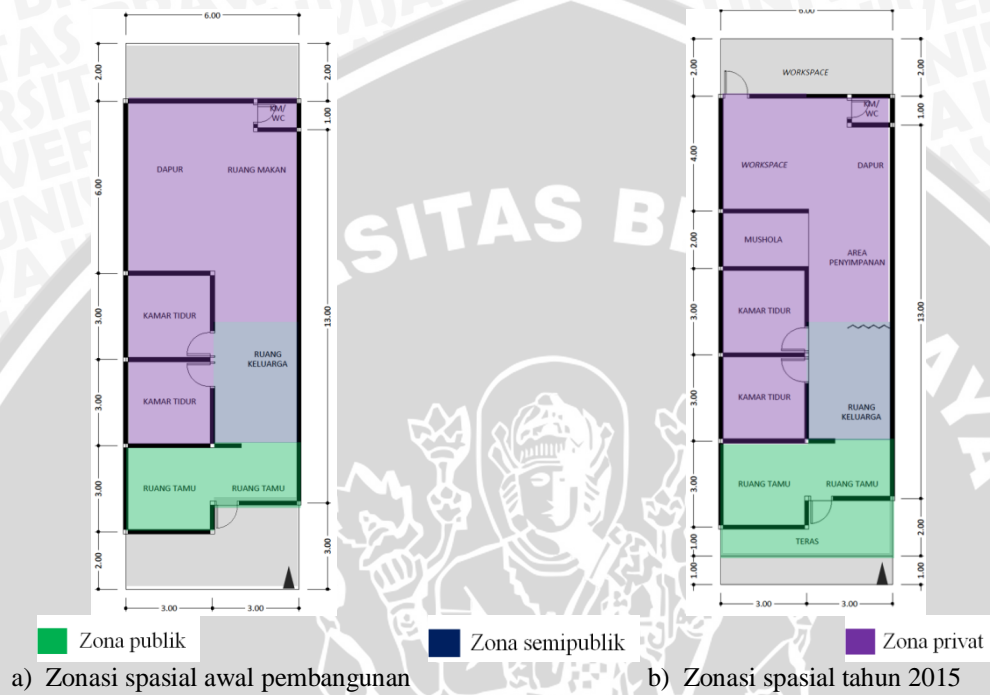 6.00
2.00
2.00
KM/
WC
1.00
DAPUR
RUANG MAKAN
6.00
KAMAR TIDUR
3.00
13.00
RUANG
KELUARGA
KAMAR TIDUR
3.00
RUANG TAMU
RUANG TAMU
3.00
3.00
2.00
3.00
3.00
6.00
2.00
WORKSPACE
2.00
KM/
WC
1.00
4.00
WORKSPACE
DAPUR
2.00
MUSHOLA
AREA
PENYIMPANAN
3.00
KAMAR TIDUR
13.00
3.00
KAMAR TIDUR
RUANG
KELUARGA
3.00
RUANG TAMU
RUANG TAMU
1.00
TERAS
2.00
1.00
1.00
3.00
3.00
SITAS B
AYA
Zona publik
Zona semipublik
Zona privat
a) Zonasi spasial awal pembangunan
b) Zonasi spasial tahun 2015